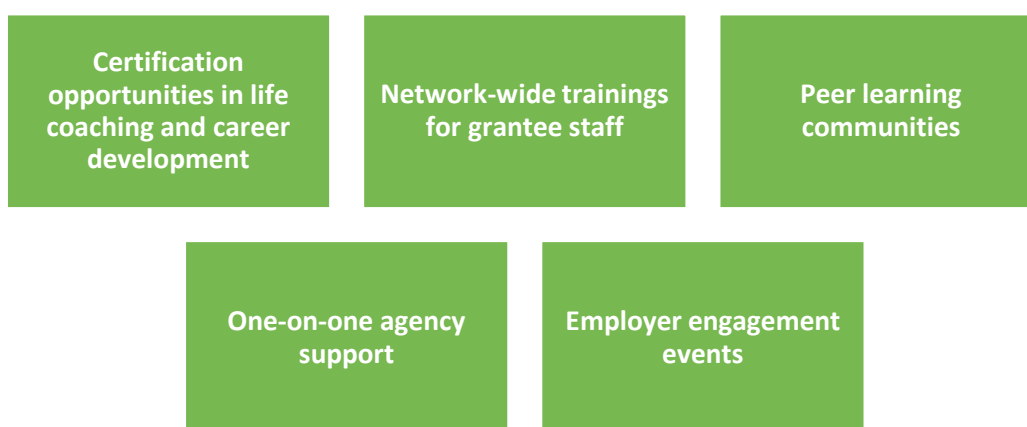 Certification
opportunities in life
coaching and career
development
Network-wide trainings
for grantee staff
Peer learning
communities
One-on-one agency
support
Employer engagement
events